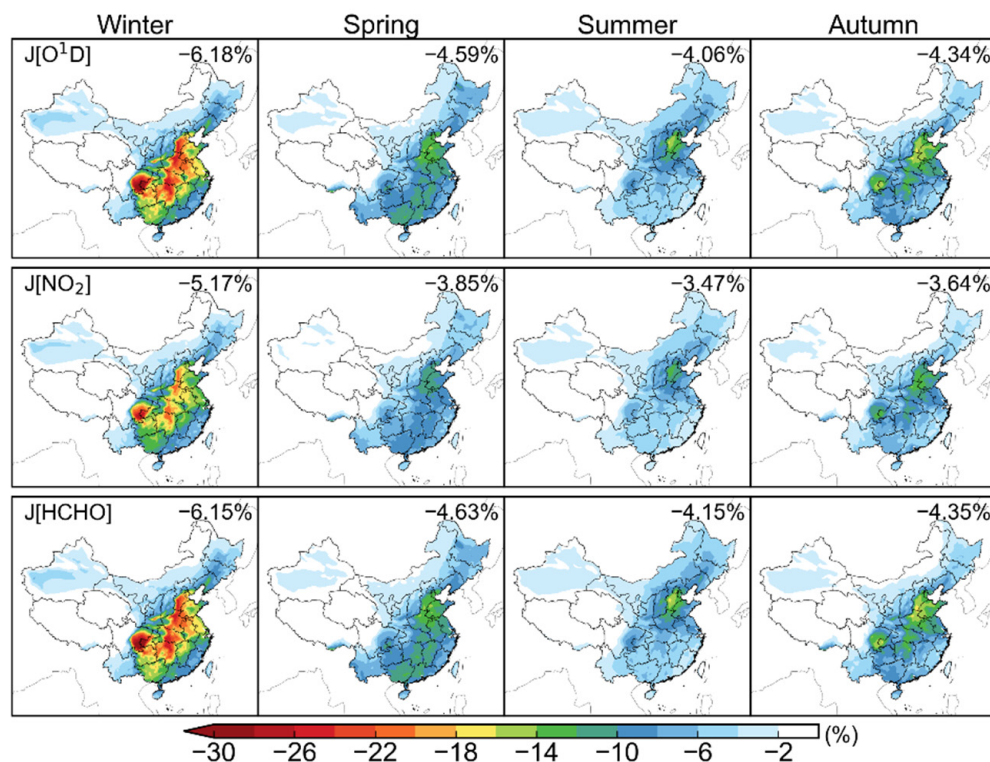 Winter Spring Summer Autumn
J[O¹D] −6.18% −4.59% −4.06% −4.34%
J[NO₂] −5.17% −3.85% −3.47% −3.64%
J[HCHO] −6.15% −4.63% −4.15% −4.35%
−30 −26 −22 −18 −14 −10 −6 −2 (%)